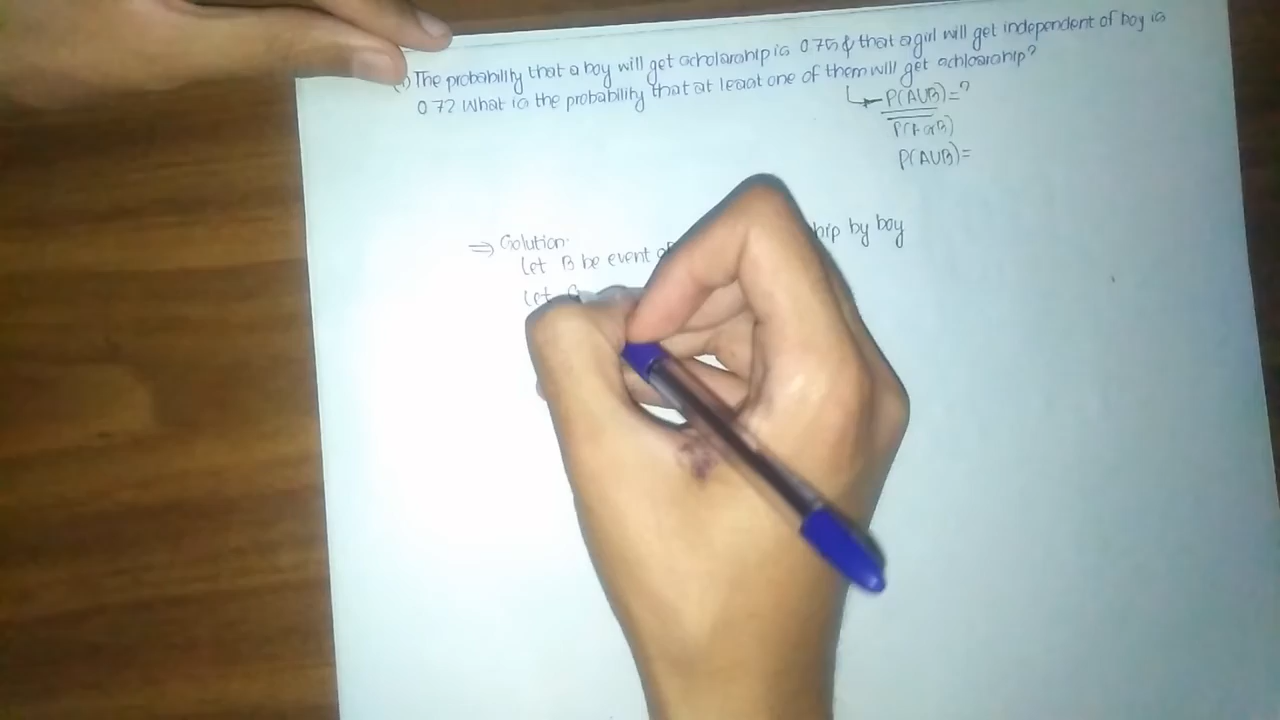 The probability that a boy will get scholarship is 0.75 & that a girl will get independent of boy is
0.72 What is the probability that at least one of them will get schloarship?
P(AUB)=?
P(A or B)
P(AUB)=
⇒ Solution:
Let B be event of hip by boy
Let G